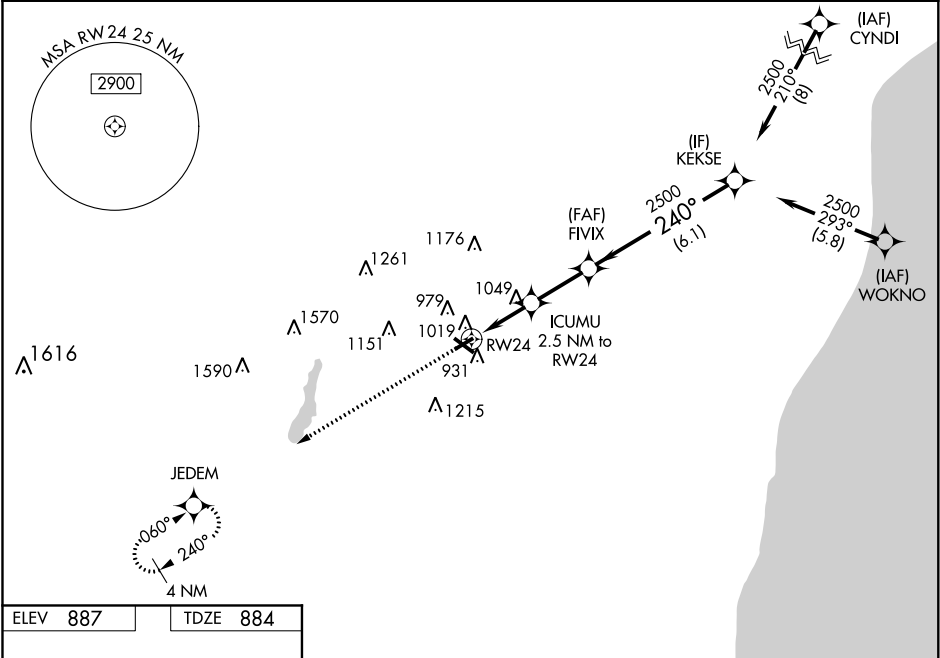 MSA RW24 25 NM
2900
(IAF)
CYNDI
2500
210°
(8)
(IF)
KEKSE
2500
240°
(6.1)
2500
293°
(5.8)
(IAF)
WOKNO
(FAF)
FIVIX
1176
1261
1049
979
ICUMU
2.5 NM to
RW24
1570
1019
1151
RW24
1616
1590
931
1215
JEDEM
060°
240°
4 NM
ELEV 887
TDZE 884